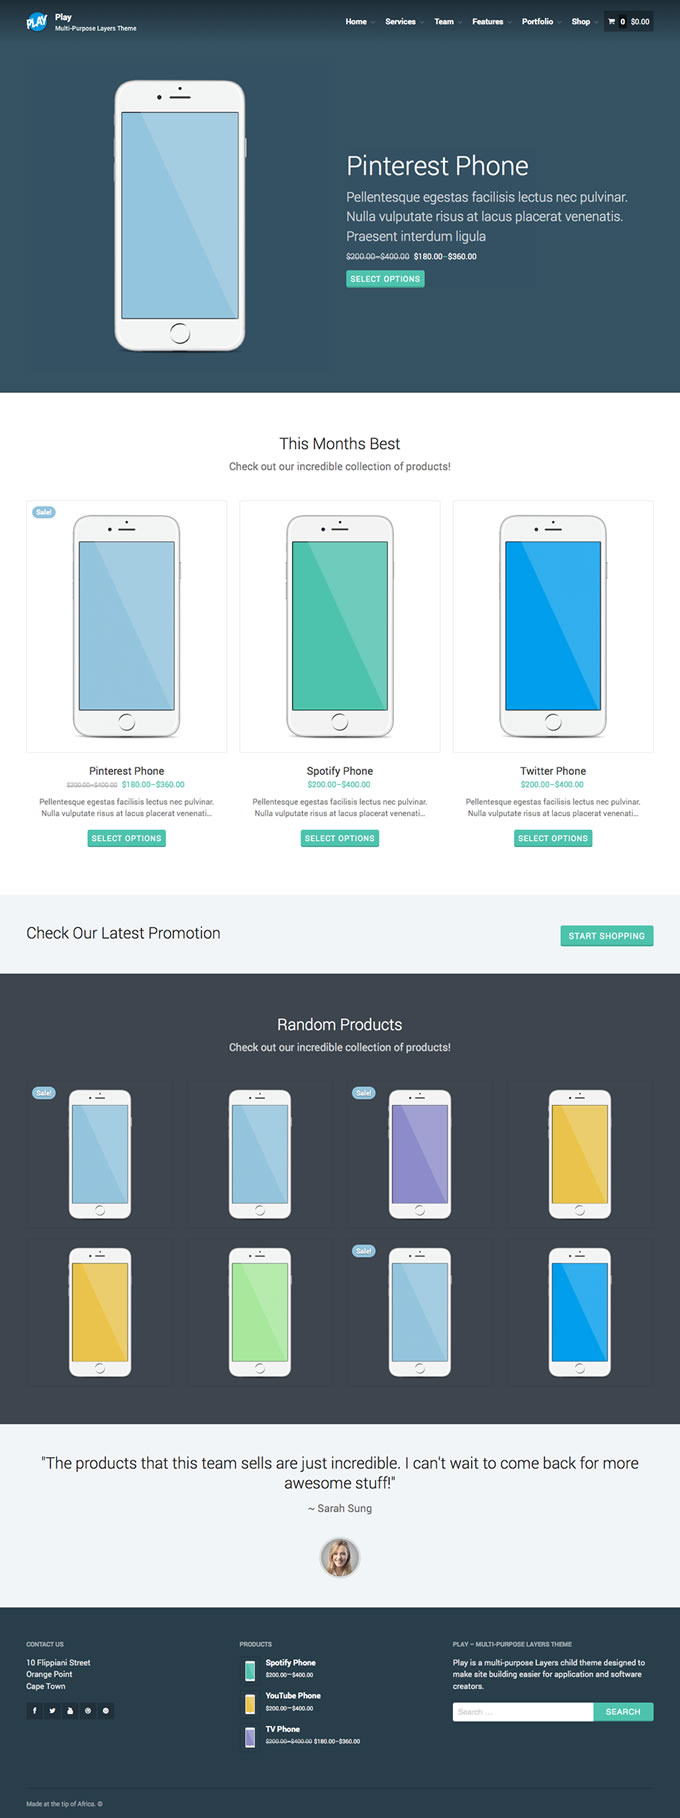 PLAY
Play
Multi-Purpose Layers Theme
Home Services Team Features Portfolio Shop 0 $0.00
Pinterest Phone
Pellentesque egestas facilisis lectus nec pulvinar.
Nulla vulputate risus at lacus placerat venenatis.
Praesent interdum ligula
$200.00–$400.00 $180.00–$360.00
SELECT OPTIONS
This Months Best
Check out our incredible collection of products!
Sale!
Pinterest Phone
$200.00–$400.00 $180.00–$360.00
Pellentesque egestas facilisis lectus nec pulvinar.
Nulla vulputate risus at lacus placerat venenati...
SELECT OPTIONS
Spotify Phone
$200.00–$400.00
Pellentesque egestas facilisis lectus nec pulvinar.
Nulla vulputate risus at lacus placerat venenati...
SELECT OPTIONS
Twitter Phone
$200.00–$400.00
Pellentesque egestas facilisis lectus nec pulvinar.
Nulla vulputate risus at lacus placerat venenati...
SELECT OPTIONS
Check Our Latest Promotion
START SHOPPING
Random Products
Check out our incredible collection of products!
Sale!
Sale!
Sale!
"The products that this team sells are just incredible. I can't wait to come back for more
awesome stuff!"
~ Sarah Sung
CONTACT US
10 Flippiani Street
Orange Point
Cape Town
PRODUCTS
Spotify Phone
$200.00–$400.00
YouTube Phone
$200.00–$400.00
TV Phone
$200.00–$400.00 $180.00–$360.00
PLAY – MULTI-PURPOSE LAYERS THEME
Play is a multi-purpose Layers child theme designed to
make site building easier for application and software
creators.
Search ...
SEARCH
Made at the tip of Africa. ©